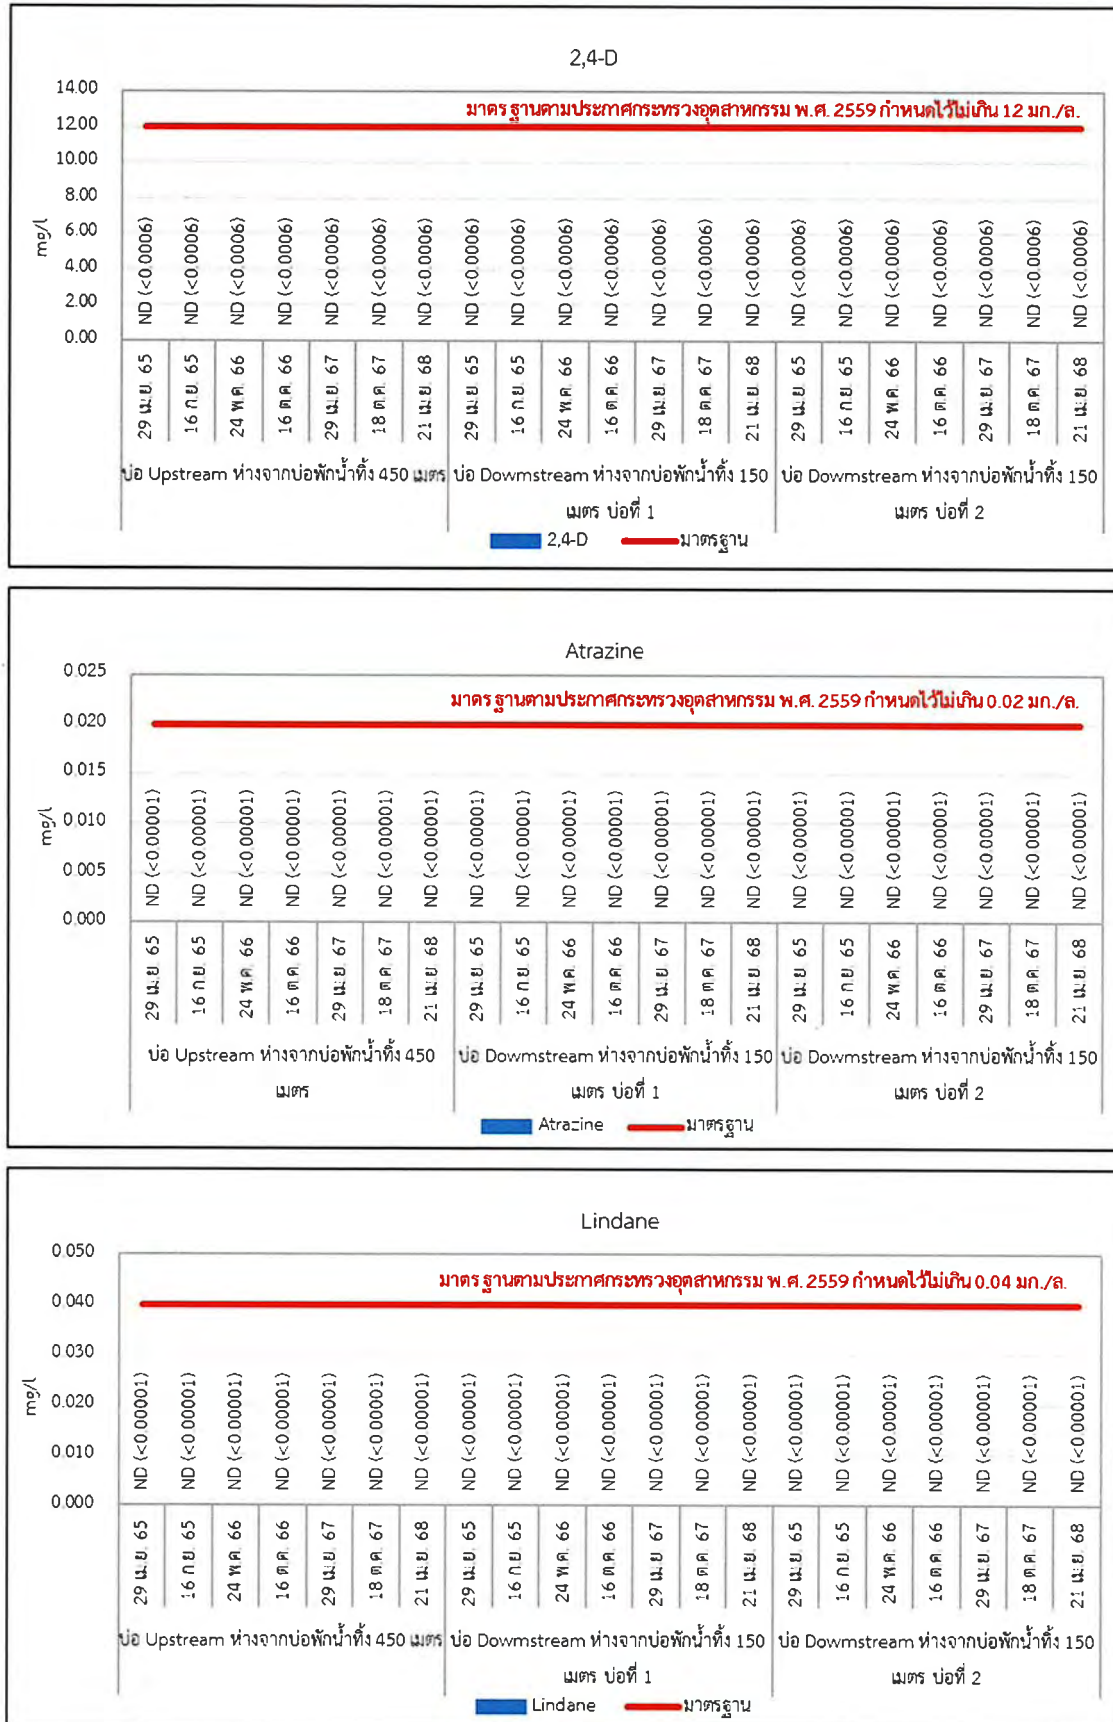 2,4-D
14.00
12.00
10.00
8.00
6.00
4.00
2.00
0.00
mg/l
มาตรฐานตามประกาศกระทรวงอุตสาหกรรม พ.ศ. 2559 กำหนดไว้ไม่เกิน 12 มก./ล.
ND (<0.0006) ND (<0.0006) ND (<0.0006) ND (<0.0006) ND (<0.0006) ND (<0.0006) ND (<0.0006) ND (<0.0006) ND (<0.0006) ND (<0.0006) ND (<0.0006) ND (<0.0006) ND (<0.0006) ND (<0.0006) ND (<0.0006) ND (<0.0006) ND (<0.0006) ND (<0.0006) ND (<0.0006) ND (<0.0006) ND (<0.0006)
29 เม.ย. 65 16 ก.ย. 65 24 พ.ค. 66 16 ต.ค. 66 29 เม.ย. 67 18 ต.ค. 67 21 เม.ย. 68 29 เม.ย. 65 16 ก.ย. 65 24 พ.ค. 66 16 ต.ค. 66 29 เม.ย. 67 18 ต.ค. 67 21 เม.ย. 68 29 เม.ย. 65 16 ก.ย. 65 24 พ.ค. 66 16 ต.ค. 66 29 เม.ย. 67 18 ต.ค. 67 21 เม.ย. 68
บ่อ Upstream ห่างจากบ่อพักน้ำทิ้ง 450 เมตร บ่อ Dowmstream ห่างจากบ่อพักน้ำทิ้ง 150 บ่อ Dowmstream ห่างจากบ่อพักน้ำทิ้ง 150
เมตร บ่อที่ 1 เมตร บ่อที่ 2
2,4-D มาตรฐาน
Atrazine
0.025
0.020
0.015
0.010
0.005
0.000
mg/l
มาตรฐานตามประกาศกระทรวงอุตสาหกรรม พ.ศ. 2559 กำหนดไว้ไม่เกิน 0.02 มก./ล.
ND (<0.00001) ND (<0.00001) ND (<0.00001) ND (<0.00001) ND (<0.00001) ND (<0.00001) ND (<0.00001) ND (<0.00001) ND (<0.00001) ND (<0.00001) ND (<0.00001) ND (<0.00001) ND (<0.00001) ND (<0.00001) ND (<0.00001) ND (<0.00001) ND (<0.00001) ND (<0.00001) ND (<0.00001) ND (<0.00001) ND (<0.00001)
29 เม.ย. 65 16 ก.ย. 65 24 พ.ค. 66 16 ต.ค. 66 29 เม.ย. 67 18 ต.ค. 67 21 เม.ย. 68 29 เม.ย. 65 16 ก.ย. 65 24 พ.ค. 66 16 ต.ค. 66 29 เม.ย. 67 18 ต.ค. 67 21 เม.ย. 68 29 เม.ย. 65 16 ก.ย. 65 24 พ.ค. 66 16 ต.ค. 66 29 เม.ย. 67 18 ต.ค. 67 21 เม.ย. 68
บ่อ Upstream ห่างจากบ่อพักน้ำทิ้ง 450 บ่อ Dowmstream ห่างจากบ่อพักน้ำทิ้ง 150 บ่อ Dowmstream ห่างจากบ่อพักน้ำทิ้ง 150
เมตร เมตร บ่อที่ 1 เมตร บ่อที่ 2
Atrazine มาตรฐาน
Lindane
0.050
0.040
0.030
0.020
0.010
0.000
mg/l
มาตรฐานตามประกาศกระทรวงอุตสาหกรรม พ.ศ. 2559 กำหนดไว้ไม่เกิน 0.04 มก./ล.
ND (<0.00001) ND (<0.00001) ND (<0.00001) ND (<0.00001) ND (<0.00001) ND (<0.00001) ND (<0.00001) ND (<0.00001) ND (<0.00001) ND (<0.00001) ND (<0.00001) ND (<0.00001) ND (<0.00001) ND (<0.00001) ND (<0.00001) ND (<0.00001) ND (<0.00001) ND (<0.00001) ND (<0.00001) ND (<0.00001) ND (<0.00001)
29 เม.ย. 65 16 ก.ย. 65 24 พ.ค. 66 16 ต.ค. 66 29 เม.ย. 67 18 ต.ค. 67 21 เม.ย. 68 29 เม.ย. 65 16 ก.ย. 65 24 พ.ค. 66 16 ต.ค. 66 29 เม.ย. 67 18 ต.ค. 67 21 เม.ย. 68 29 เม.ย. 65 16 ก.ย. 65 24 พ.ค. 66 16 ต.ค. 66 29 เม.ย. 67 18 ต.ค. 67 21 เม.ย. 68
บ่อ Upstream ห่างจากบ่อพักน้ำทิ้ง 450 เมตร บ่อ Dowmstream ห่างจากบ่อพักน้ำทิ้ง 150 บ่อ Dowmstream ห่างจากบ่อพักน้ำทิ้ง 150
เมตร บ่อที่ 1 เมตร บ่อที่ 2
Lindane มาตรฐาน